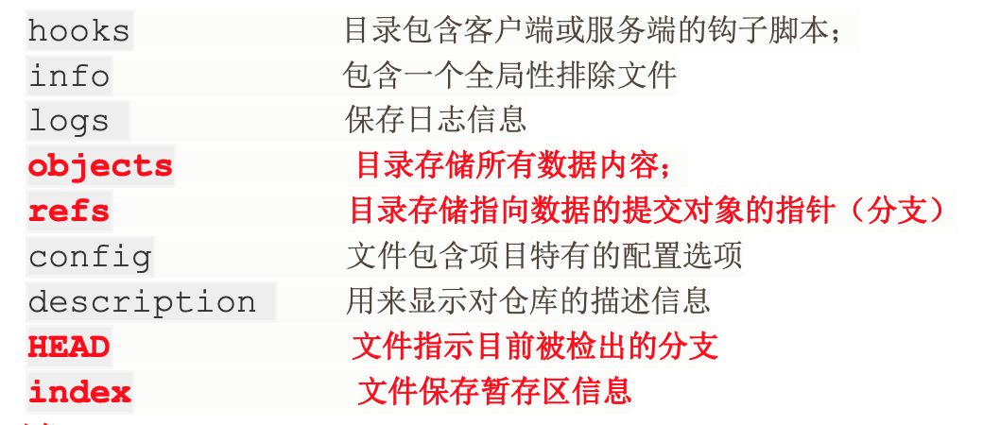 hooks 目录包含客户端或服务端的钩子脚本；
info 包含一个全局性排除文件
logs 保存日志信息
objects 目录存储所有数据内容；
refs 目录存储指向数据的提交对象的指针（分支）
config 文件包含项目特有的配置选项
description 用来显示对仓库的描述信息
HEAD 文件指示目前被检出的分支
index 文件保存暂存区信息